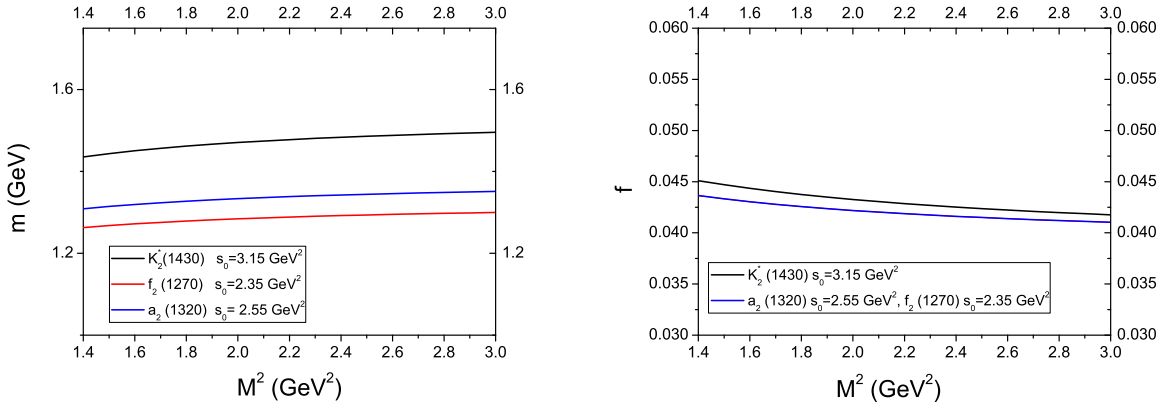 1.4 1.6 1.8 2.0 2.2 2.4 2.6 2.8 3.0
1.6 1.6
1.2 1.2
m (GeV)
K2*(1430) s0=3.15 GeV2
f2 (1270) s0=2.35 GeV2
a2 (1320) s0= 2.55 GeV2
1.4 1.6 1.8 2.0 2.2 2.4 2.6 2.8 3.0
M2 (GeV2)
1.4 1.6 1.8 2.0 2.2 2.4 2.6 2.8 3.0
0.060 0.060
0.055 0.055
0.050 0.050
0.045 0.045
0.040 0.040
0.035 0.035
0.030 0.030
f
K2*(1430) s0=3.15 GeV2
a2 (1320) s0=2.55 GeV2, f2 (1270) s0=2.35 GeV2
1.4 1.6 1.8 2.0 2.2 2.4 2.6 2.8 3.0
M2 (GeV2)